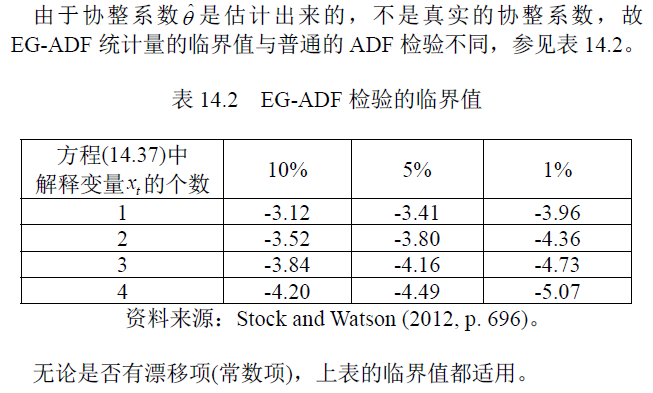 由于协整系数θ̂是估计出来的，不是真实的协整系数，故
EG-ADF 统计量的临界值与普通的 ADF 检验不同，参见表 14.2。
表 14.2 EG-ADF 检验的临界值
方程(14.37)中
解释变量xₜ的个数 10% 5% 1%
1 -3.12 -3.41 -3.96
2 -3.52 -3.80 -4.36
3 -3.84 -4.16 -4.73
4 -4.20 -4.49 -5.07
资料来源：Stock and Watson (2012, p. 696)。
无论是否有漂移项(常数项)，上表的临界值都适用。